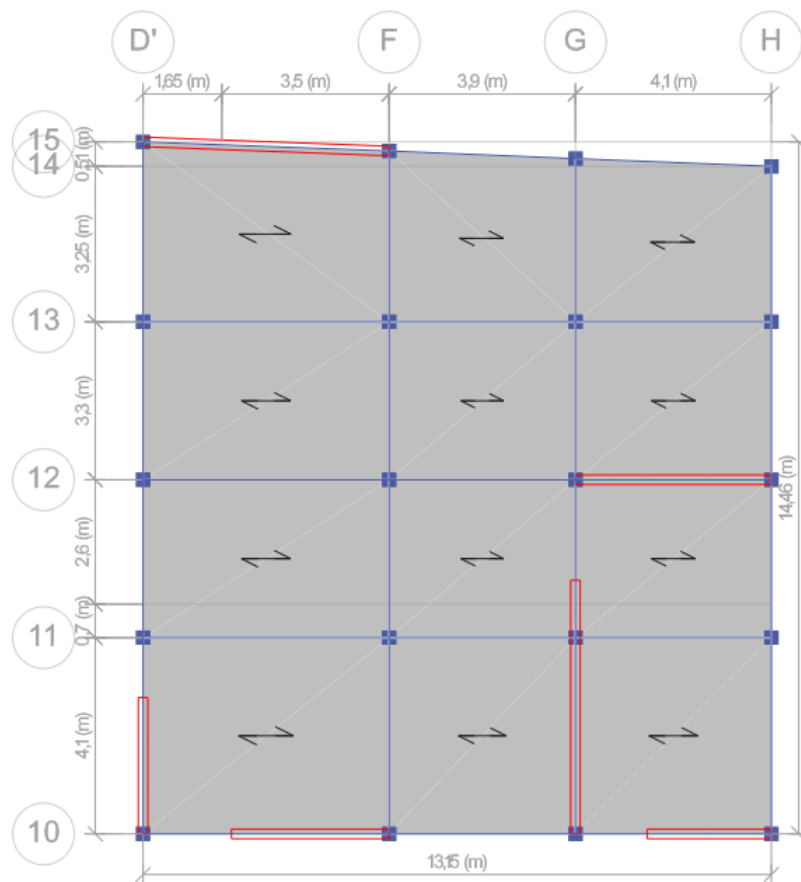 D' F G H
1,65 (m) 3,5 (m) 3,9 (m) 4,1 (m)
15
0,51 (m)
14
3,25 (m)
13
3,3 (m)
12
14,46 (m)
2,6 (m)
0,7 (m)
11
4,1 (m)
10
13,15 (m)